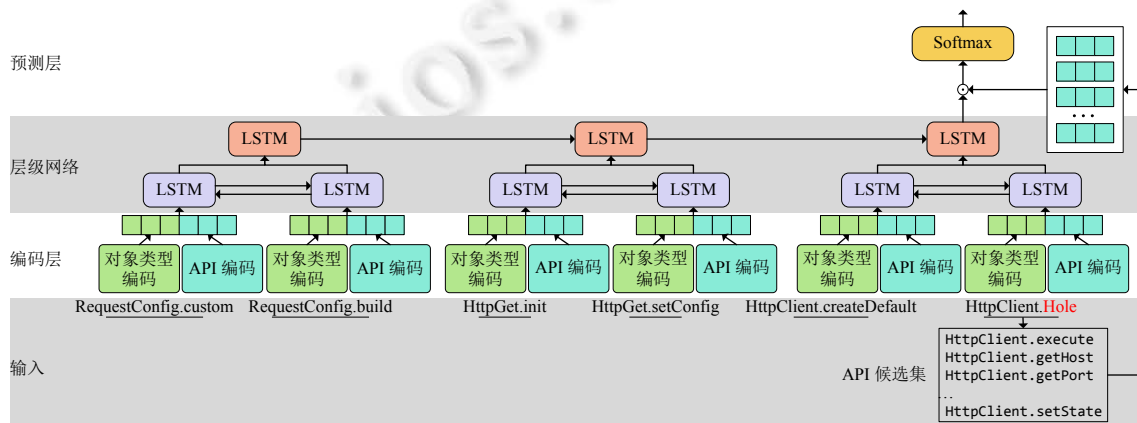 Softmax
预测层
LSTM LSTM LSTM
层级网络
LSTM LSTM LSTM LSTM LSTM LSTM
编码层
对象类型编码 API 编码 对象类型编码 API 编码 对象类型编码 API 编码 对象类型编码 API 编码 对象类型编码 API 编码 对象类型编码 API 编码
RequestConfig.custom RequestConfig.build HttpGet.init HttpGet.setConfig HttpClient.createDefault HttpClient.Hole
输入
API 候选集
HttpClient.execute
HttpClient.getHost
HttpClient.getPort
...
HttpClient.setState